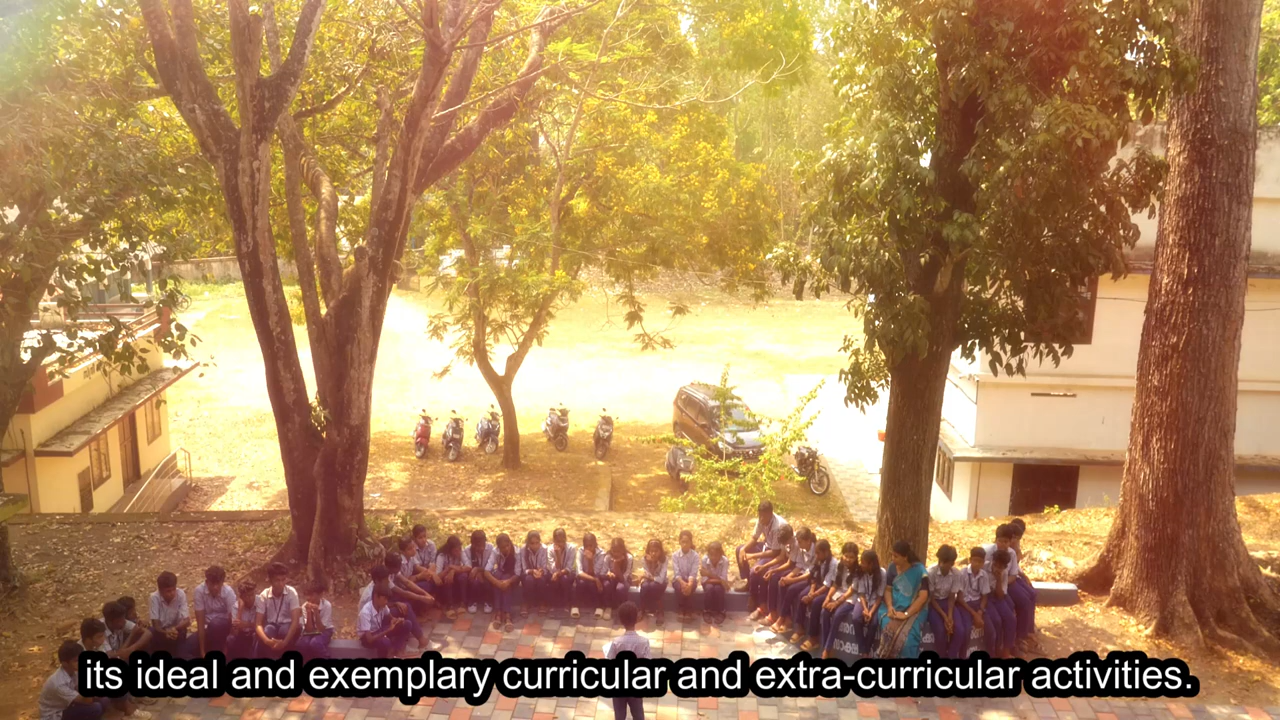 its ideal and exemplary curricular and extra-curricular activities.